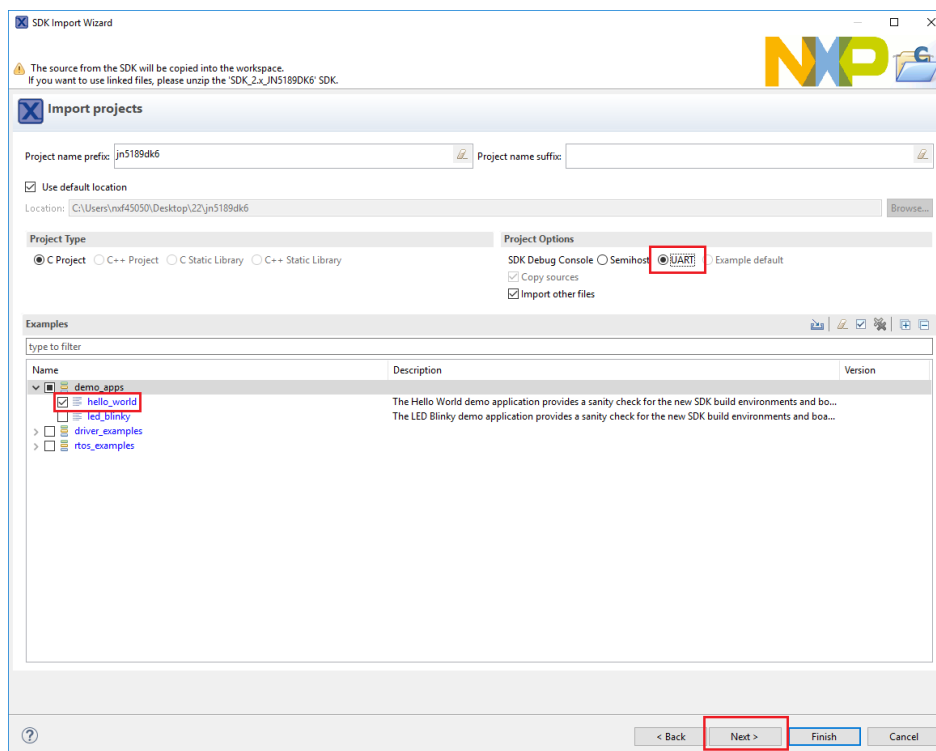 SDK Import Wizard
The source from the SDK will be copied into the workspace.
If you want to use linked files, please unzip the 'SDK_2.x_JN5189DK6' SDK.
NXP
Import projects
Project name prefix: jn5189dk6 Project name suffix:
Use default location
Location: C:\Users\nxf45050\Desktop\22\jn5189dk6 Browse...
Project Type Project Options
C Project C++ Project C Static Library C++ Static Library SDK Debug Console Semihost UART Example default
Copy sources
Import other files
Examples
type to filter
Name Description Version
demo_apps
hello_world The Hello World demo application provides a sanity check for the new SDK build environments and bo...
led_blinky The LED Blinky demo application provides a sanity check for the new SDK build environments and boa...
driver_examples
rtos_examples
? < Back Next > Finish Cancel